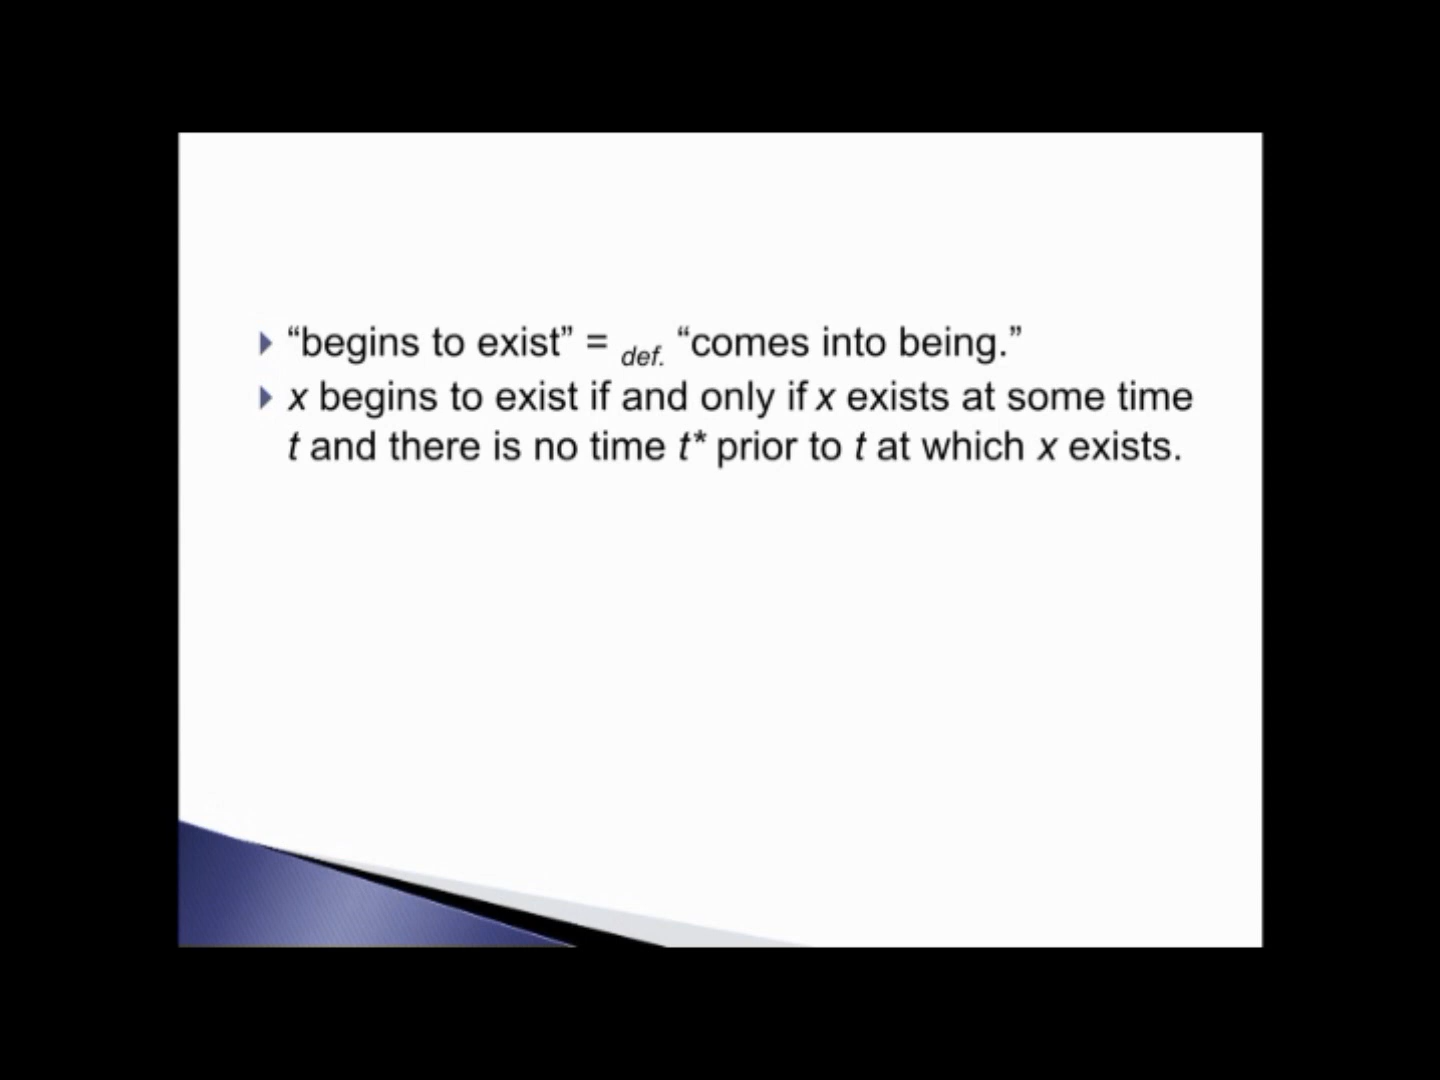 “begins to exist” = def. “comes into being.”
x begins to exist if and only if x exists at some time
t and there is no time t* prior to t at which x exists.